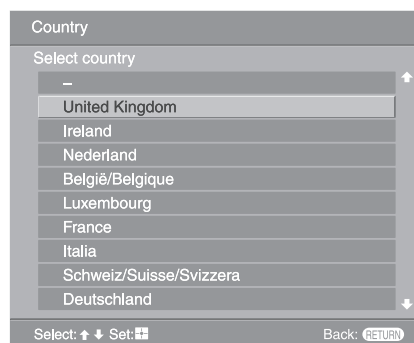 Country
Select country
–
United Kingdom
Ireland
Nederland
België/Belgique
Luxembourg
France
Italia
Schweiz/Suisse/Svizzera
Deutschland
Select: Set: Back: RETURN